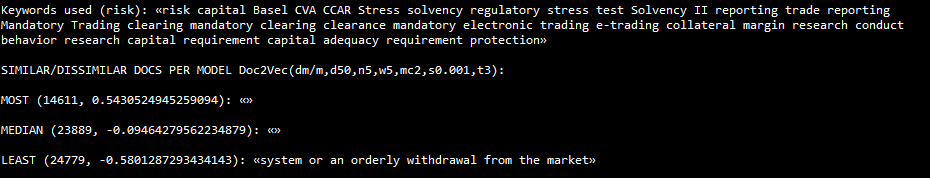 Keywords used (risk): «risk capital Basel CVA CCAR Stress solvency regulatory stress test Solvency II reporting trade reporting
Mandatory Trading clearing mandatory clearing clearance mandatory electronic trading e-trading collateral margin research conduct
behavior research capital requirement capital adequacy requirement protection»
SIMILAR/DISSIMILAR DOCS PER MODEL Doc2Vec(dm/m,d50,n5,w5,mc2,s0.001,t3):
MOST (14611, 0.5430524945259094): «»
MEDIAN (23889, -0.09464279562234879): «»
LEAST (24779, -0.5801287293434143): «system or an orderly withdrawal from the market»